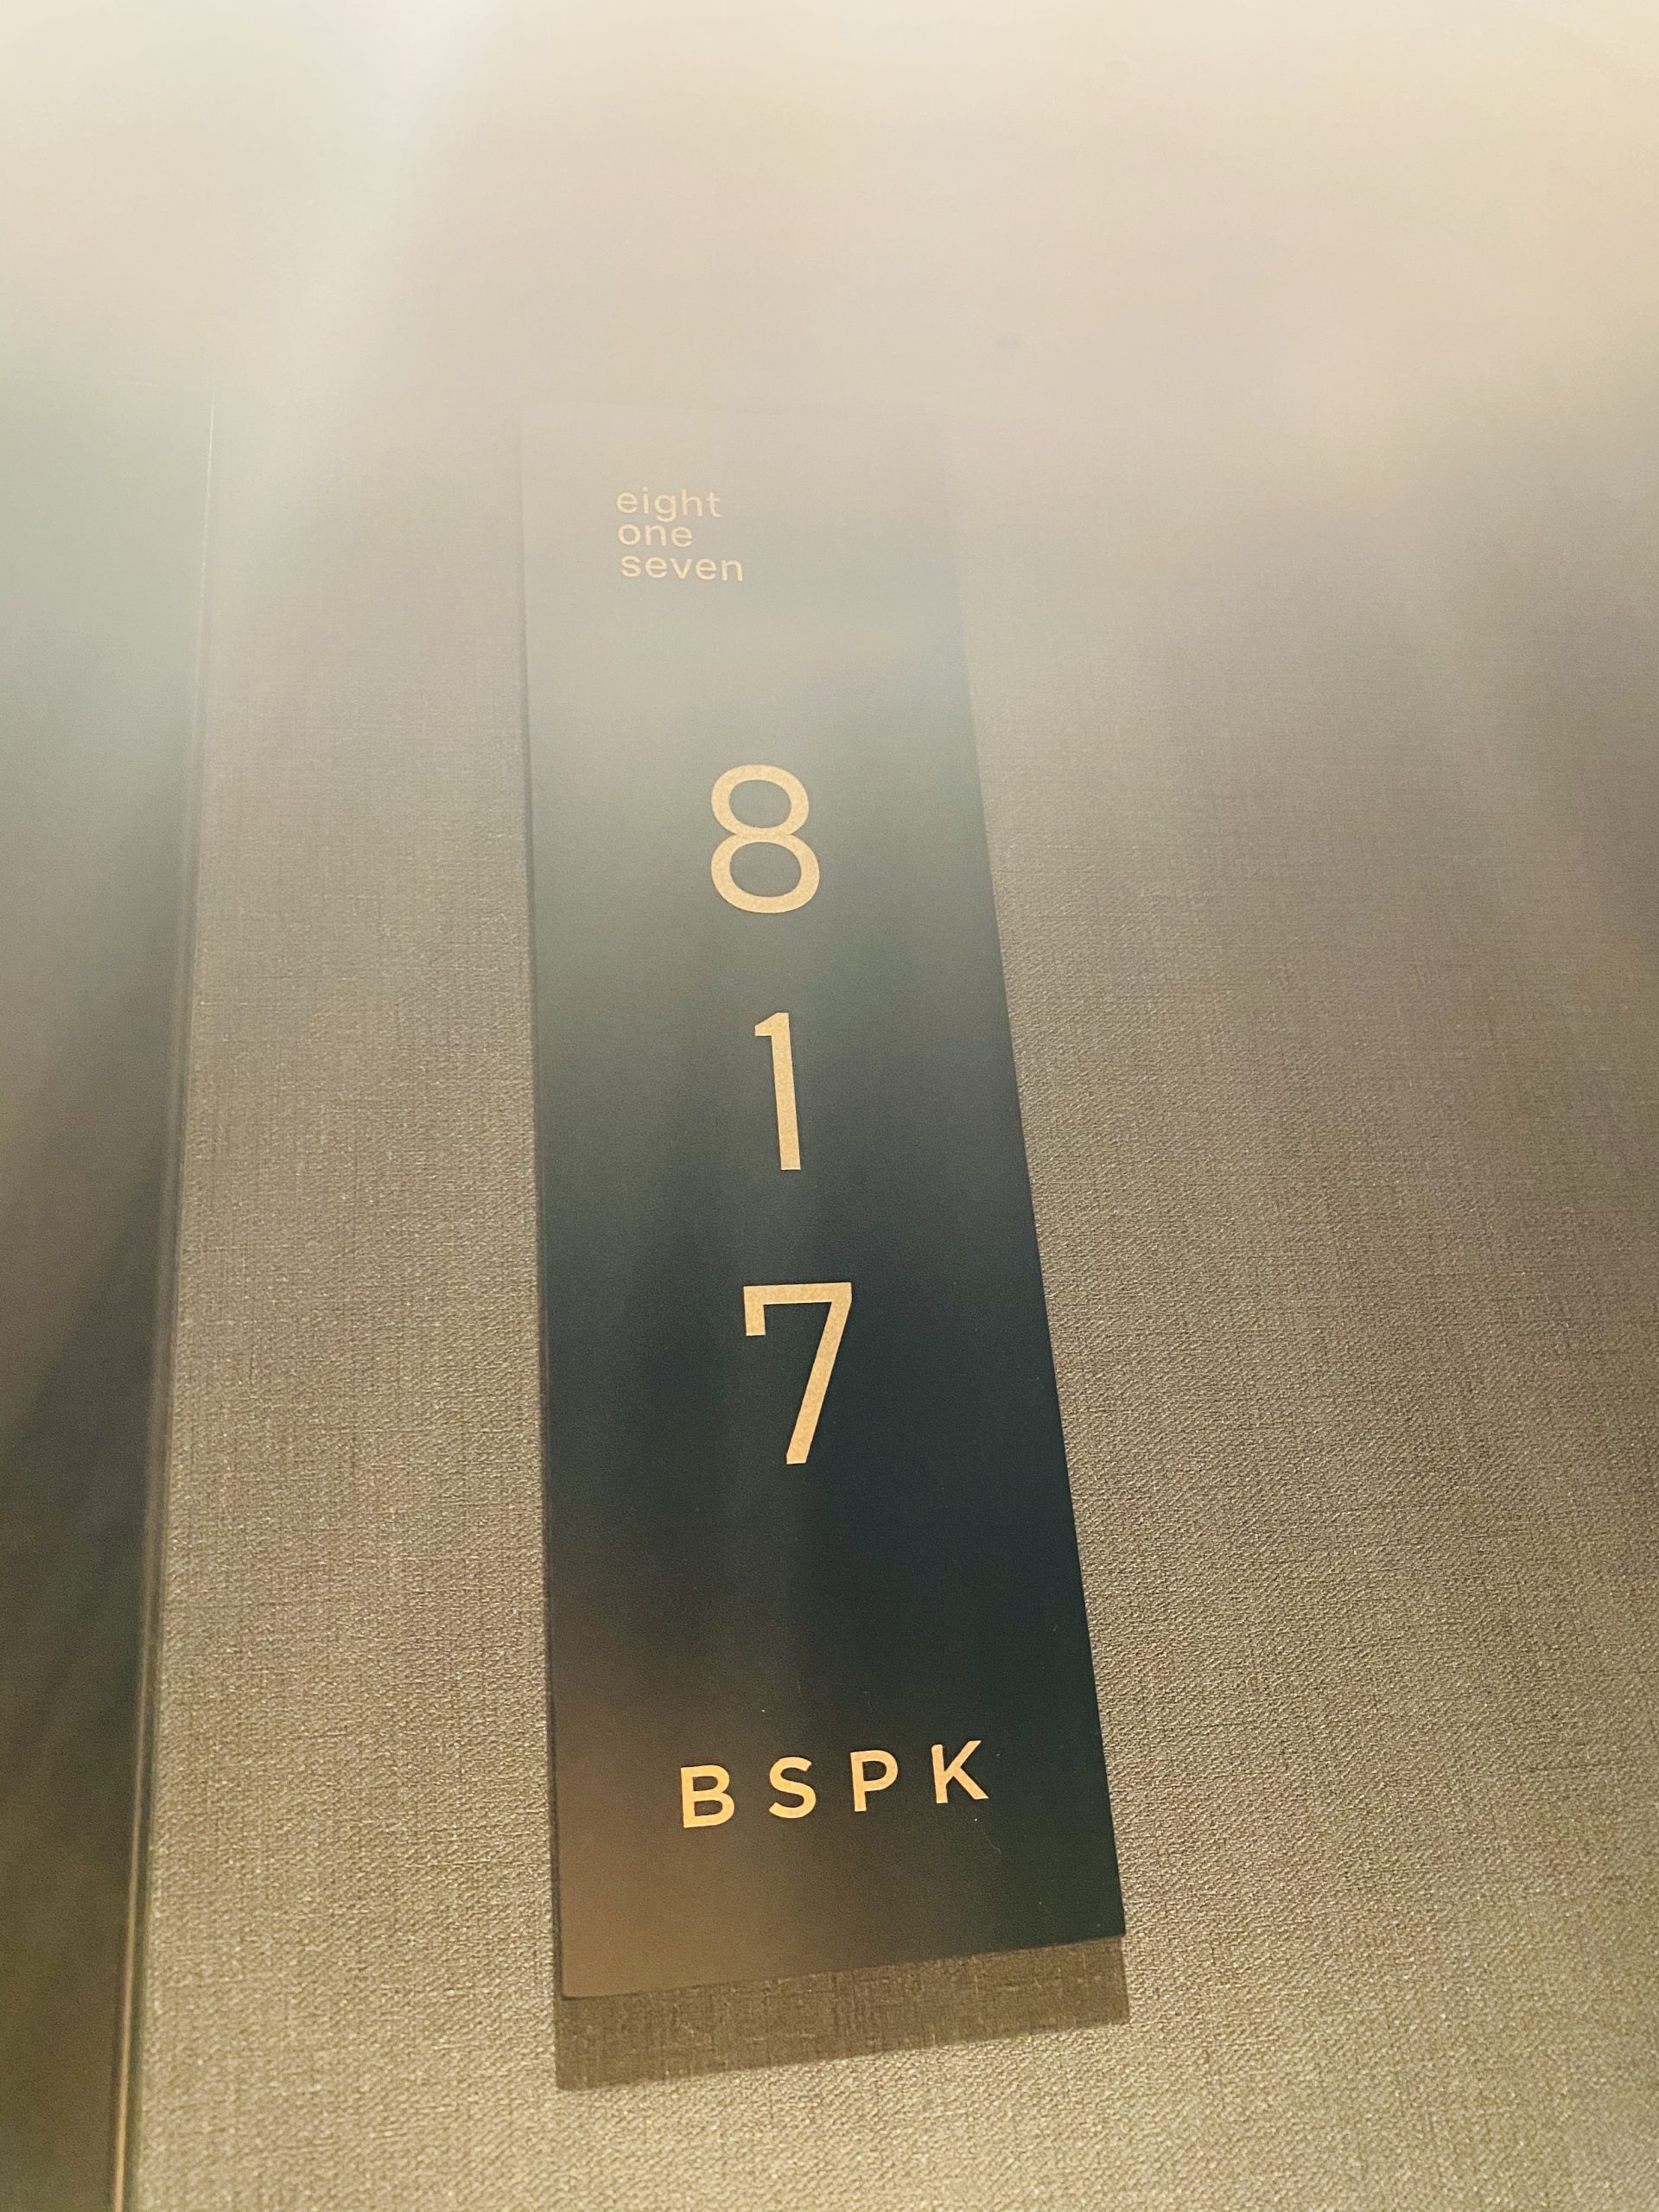 eight
one
seven
8
1
7
BSPK